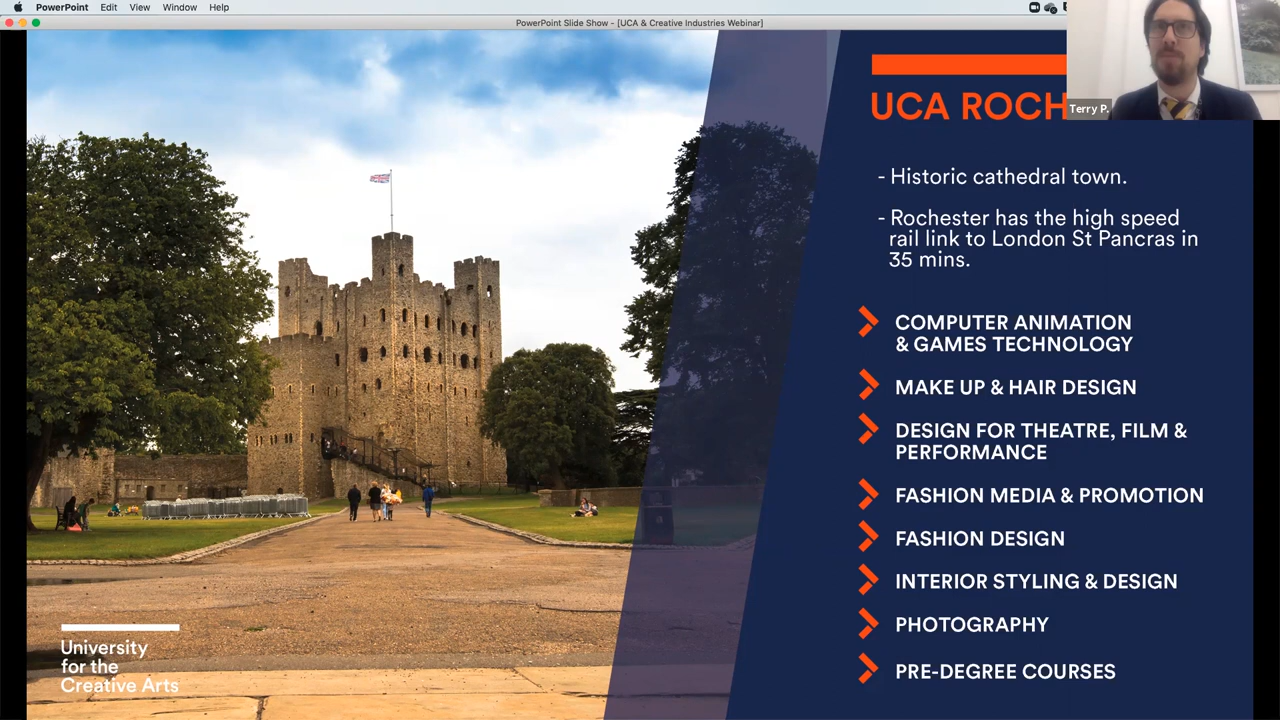 PowerPoint Edit View Window Help
PowerPoint Slide Show - [UCA & Creative Industries Webinar]
Terry P.
UCA ROCH
- Historic cathedral town.
- Rochester has the high speed
rail link to London St Pancras in
35 mins.
COMPUTER ANIMATION
& GAMES TECHNOLOGY
MAKE UP & HAIR DESIGN
DESIGN FOR THEATRE, FILM &
PERFORMANCE
FASHION MEDIA & PROMOTION
FASHION DESIGN
INTERIOR STYLING & DESIGN
PHOTOGRAPHY
PRE-DEGREE COURSES
University
for the
Creative Arts